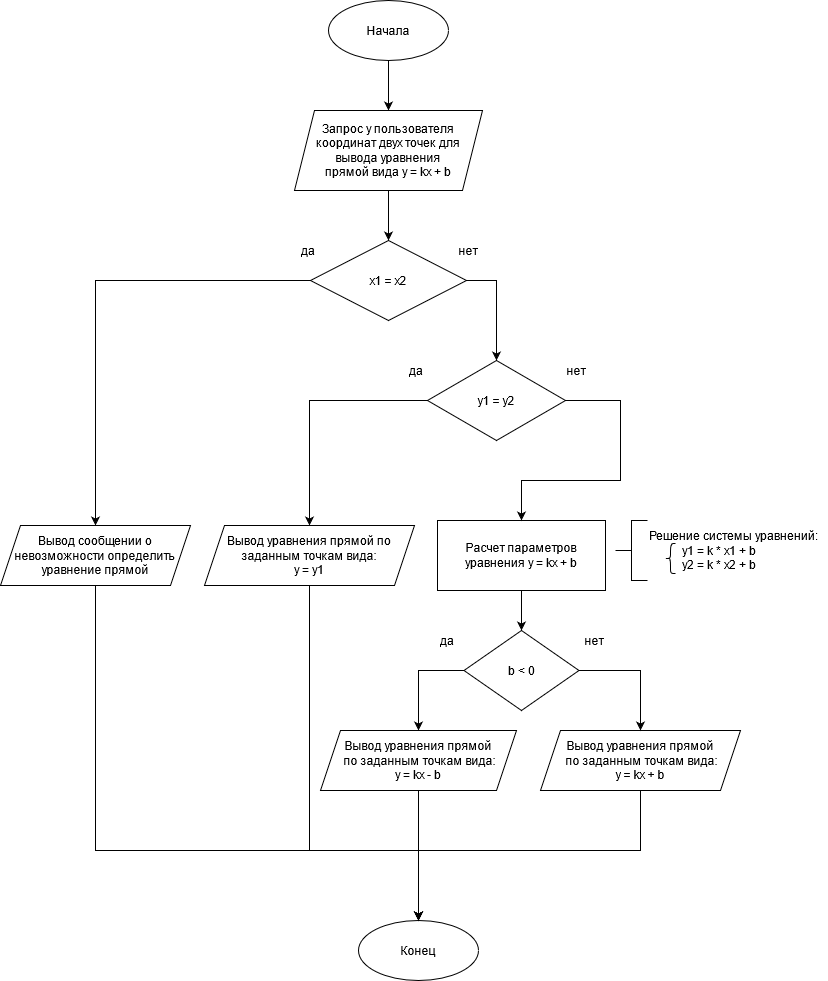 Начала
Запрос у пользователя
координат двух точек для
вывода уравнения
прямой вида y = kx + b
да
нет
x1 = x2
да
нет
y1 = y2
Вывод сообщении о
невозможности определить
уравнение прямой
Вывод уравнения прямой по
заданным точкам вида:
y = y1
Расчет параметров
уравнения y = kx + b
Решение системы уравнений:
y1 = k * x1 + b
y2 = k * x2 + b
да
нет
b < 0
Вывод уравнения прямой
по заданным точкам вида:
y = kx - b
Вывод уравнения прямой
по заданным точкам вида:
y = kx + b
Конец